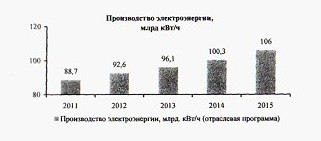 Производство электроэнергии,
млрд кВт/ч
120
100
80
88,7
92,6
96,1
100,3
106
2011 2012 2013 2014 2015
Производство электроэнергии, млрд. кВт/ч (отраслевая программа)